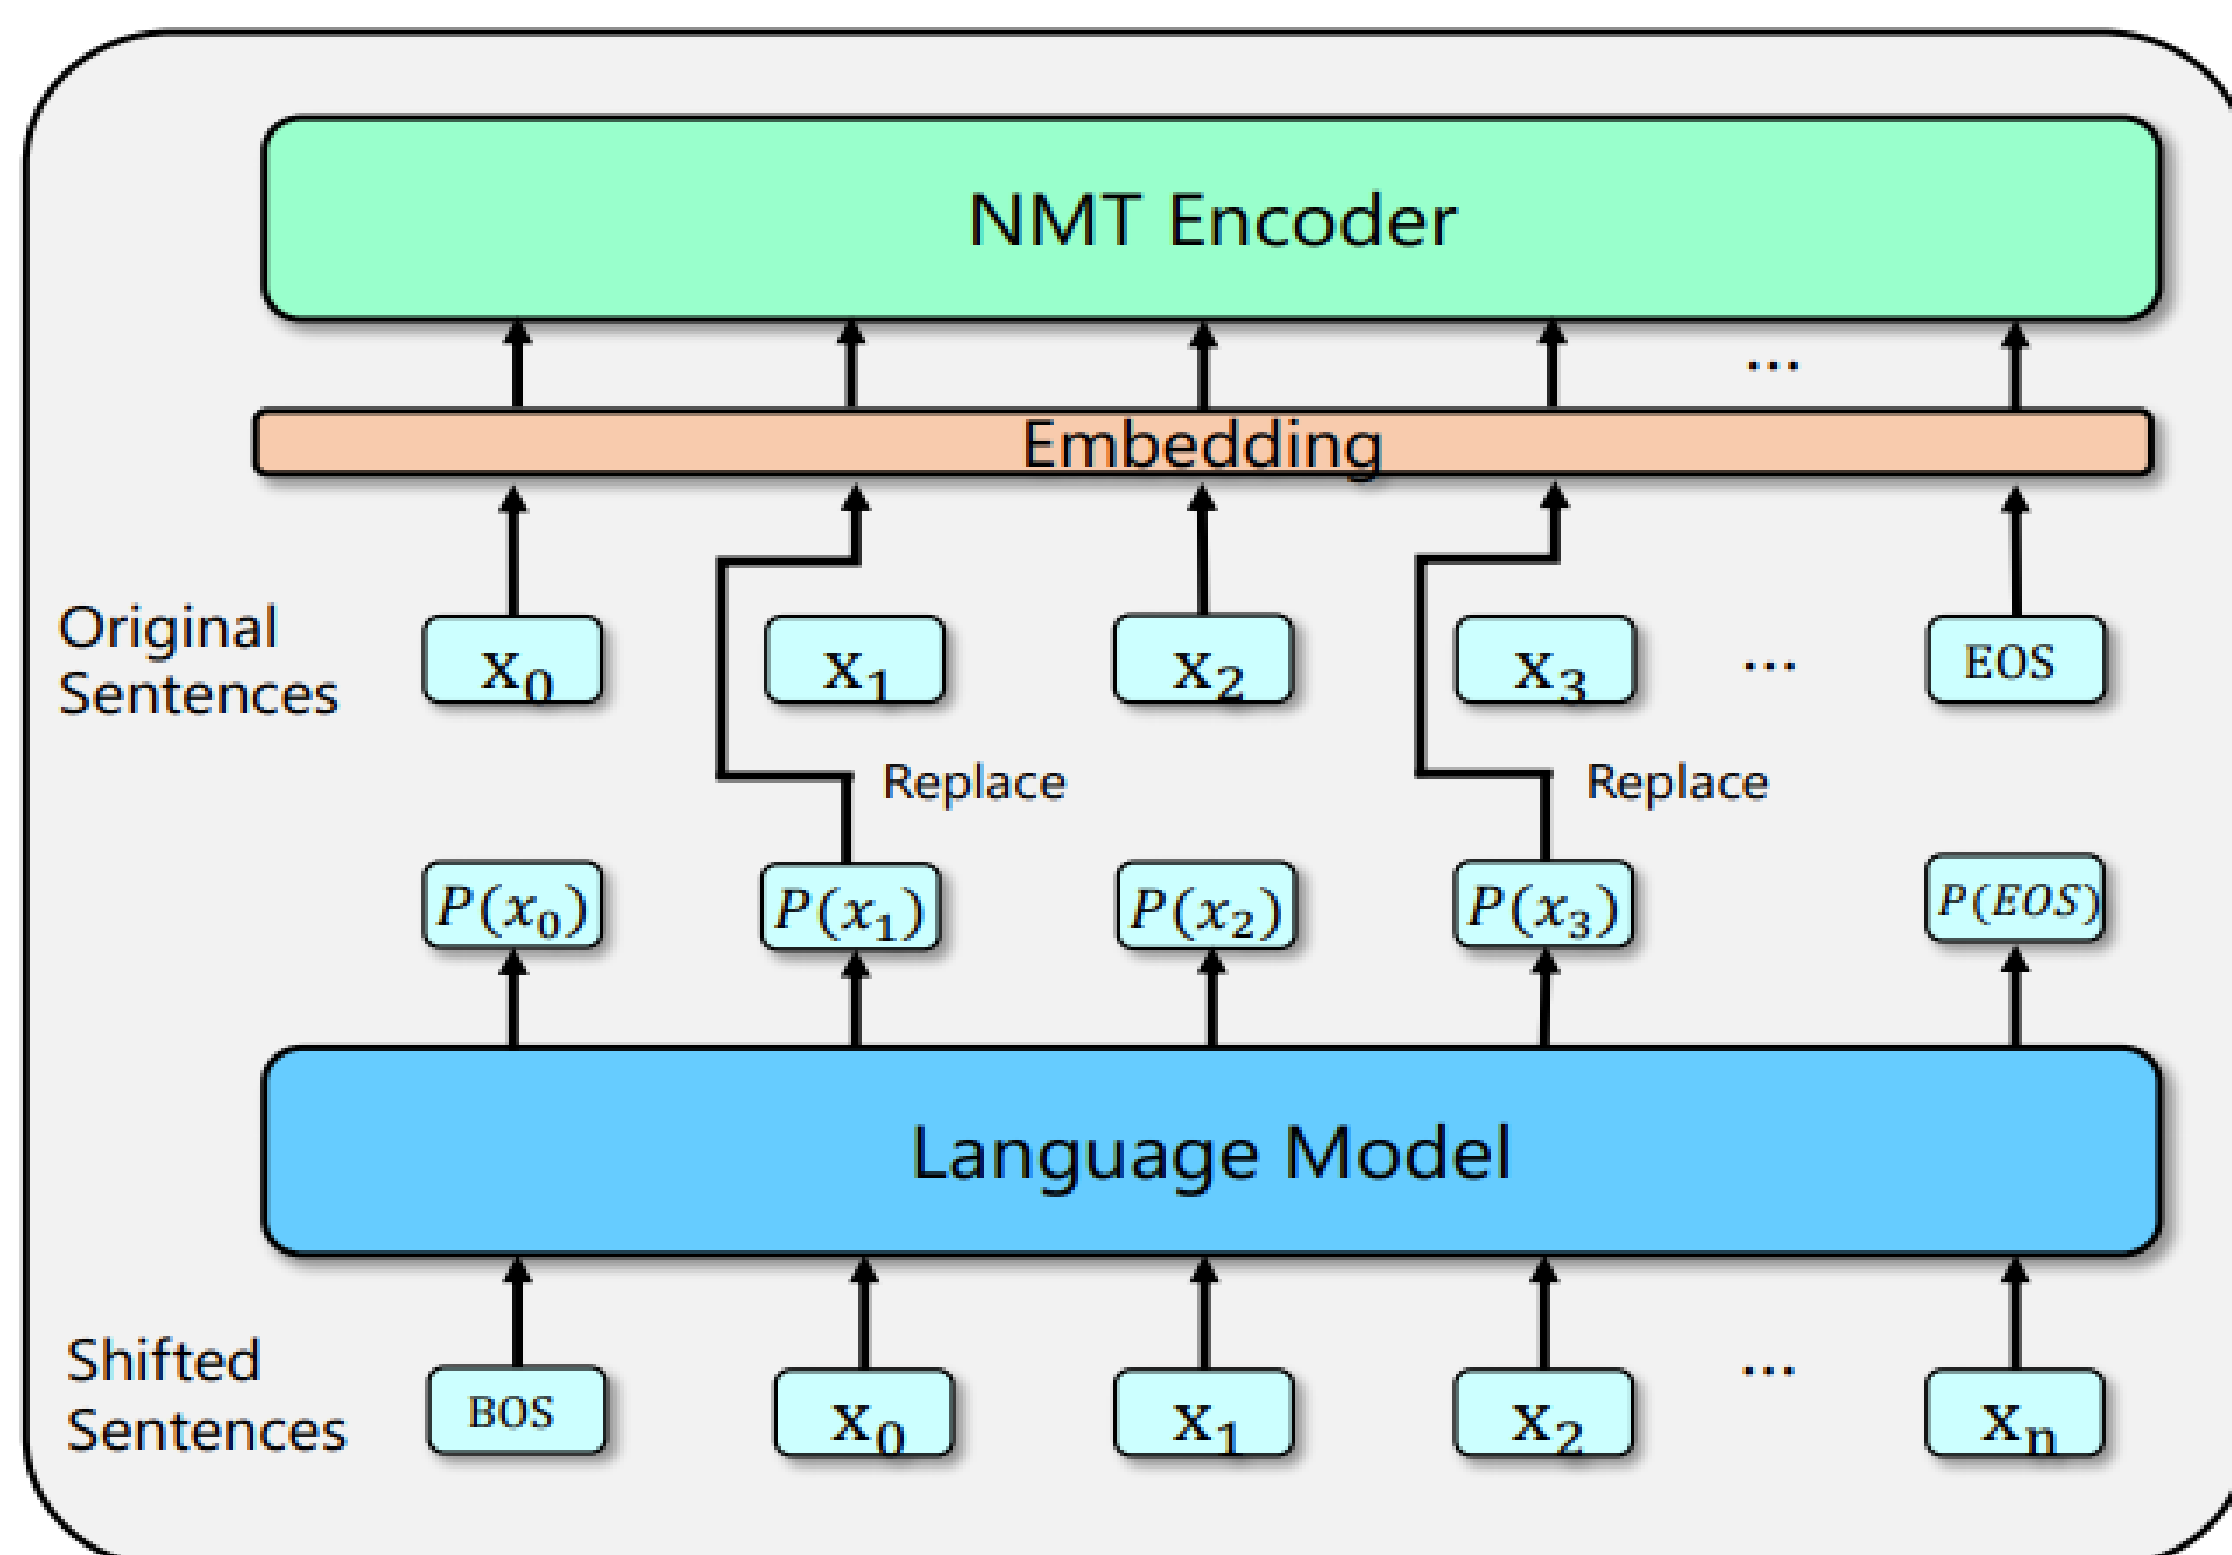 NMT Encoder
...
Embedding
Original
Sentences
x₀ x₁ x₂ x₃ ... EOS
Replace Replace
P(x₀) P(x₁) P(x₂) P(x₃) P(EOS)
Language Model
Shifted
Sentences
BOS x₀ x₁ x₂ ... xₙ